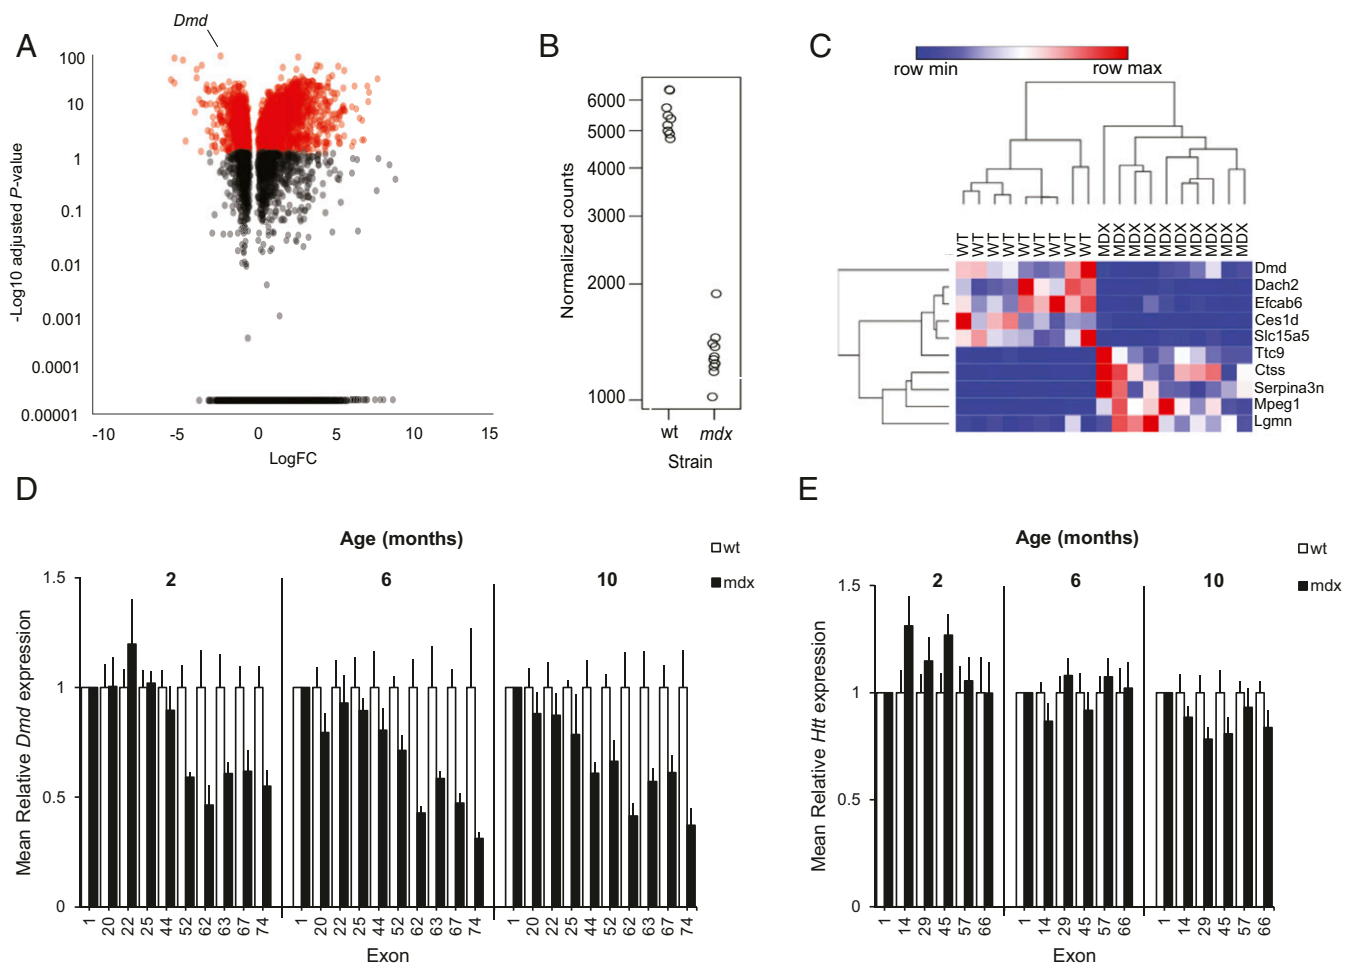 A
Dmd
-Log10 adjusted P-value
100
10
1
0.1
0.01
0.001
0.0001
0.00001
-10
-5
0
5
10
15
LogFC
B
Normalized counts
6000
5000
4000
3000
2000
1000
wt
mdx
Strain
C
row min
row max
WT
WT
WT
WT
WT
WT
WT
WT
WT
MDX
MDX
MDX
MDX
MDX
MDX
MDX
MDX
MDX
MDX
Dmd
Dach2
Efcab6
Ces1d
Slc15a5
Ttc9
Ctss
Serpina3n
Mpeg1
Lgmn
D
Age (months)
wt
mdx
2
6
10
Mean Relative Dmd expression
1.5
1
0.5
0
1 20 22 25 44 52 62 63 67 74
1 20 22 25 44 52 62 63 67 74
1 20 22 25 44 52 62 63 67 74
Exon
E
Age (months)
wt
mdx
2
6
10
Mean Relative Htt expression
1.5
1
0.5
0
1 14 29 45 57 66
1 14 29 45 57 66
1 14 29 45 57 66
Exon